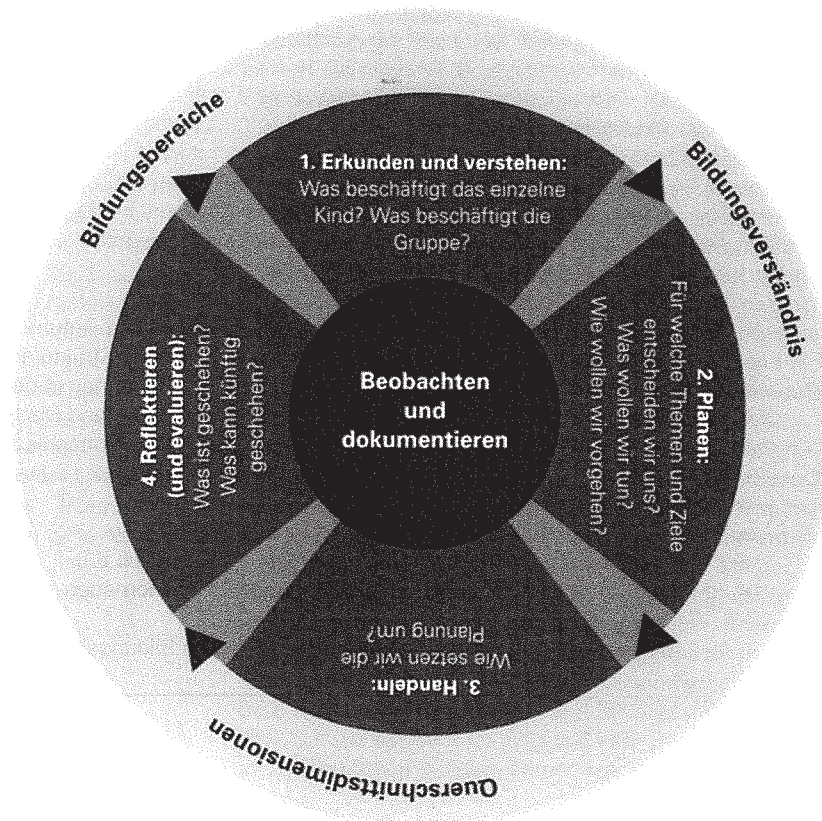 Bildungsbereiche
Bildungsverständnis
Querschnittsdimensionen
1. Erkunden und verstehen:
Was beschäftigt das einzelne
Kind? Was beschäftigt die
Gruppe?
2. Planen:
Für welche Themen und Ziele
entscheiden wir uns?
Was wollen wir tun?
Wie wollen wir vorgehen?
3. Handeln:
Wie setzen wir die
Planung um?
4. Reflektieren
(und evaluieren):
Was ist geschehen?
Was kann künftig
geschehen?
Beobachten
und
dokumentieren